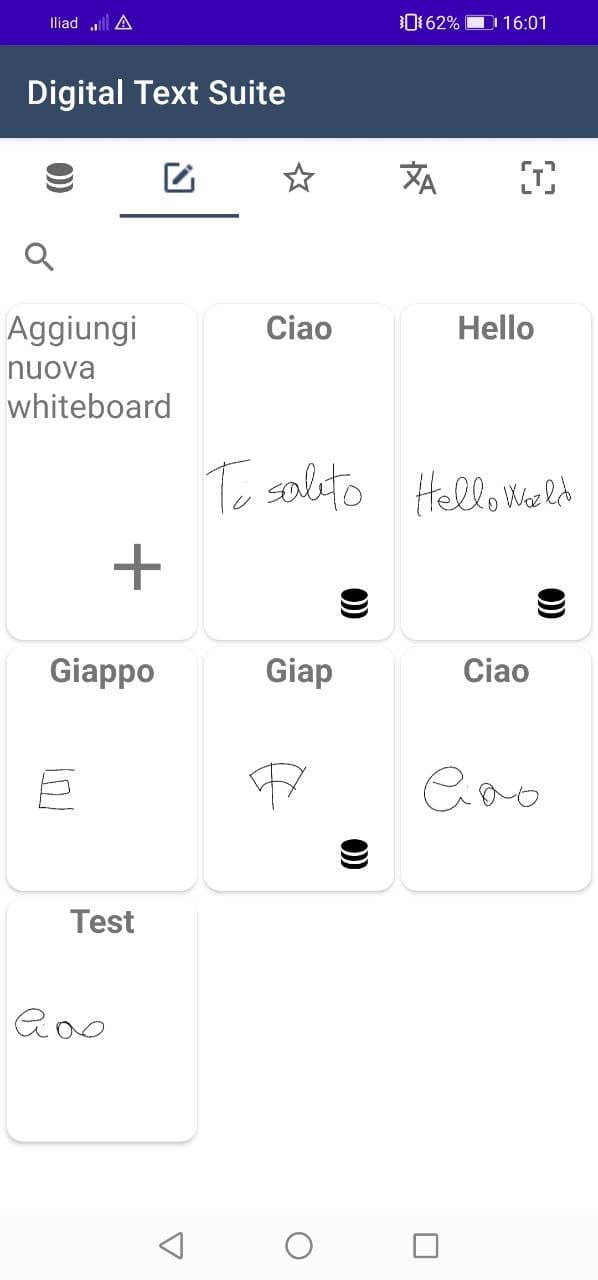 Iliad 62% 16:01
Digital Text Suite
Aggiungi
nuova
whiteboard
Ciao
Ti saluto
Hello
Hello World
Giappo
E
Giap
Ciao
Ciao
Test
Ciao